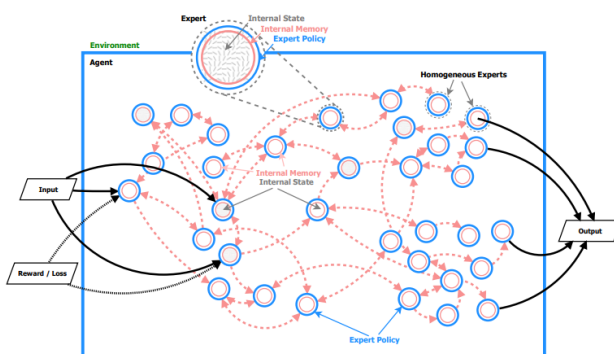 Expert
Internal State
Internal Memory
Expert Policy
Environment
Agent
Homogeneous Experts
Internal Memory
Internal State
Input
Output
Reward / Loss
Expert Policy